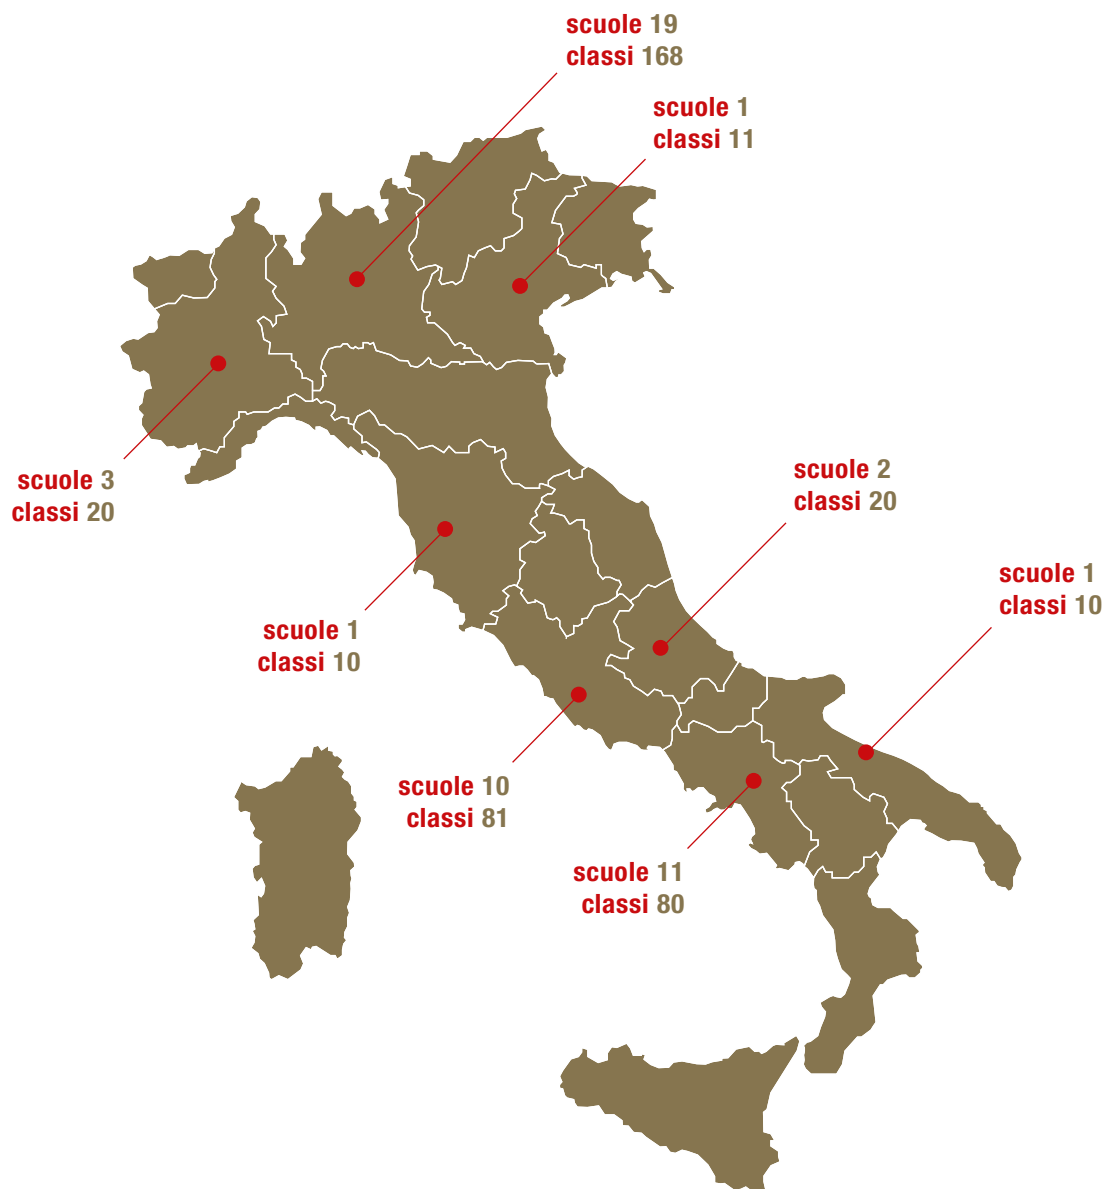 scuole 19
classi 168
scuole 1
classi 11
scuole 3
classi 20
scuole 2
classi 20
scuole 1
classi 10
scuole 1
classi 10
scuole 10
classi 81
scuole 11
classi 80